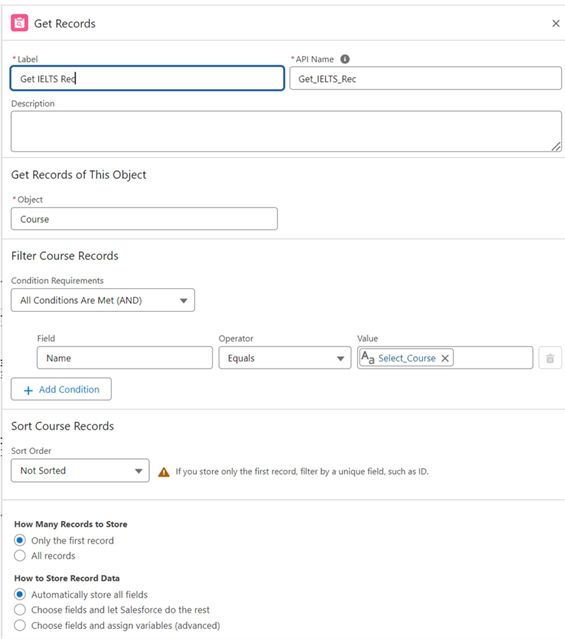 Get Records
* Label
* API Name
Get IELTS Rec
Get_IELTS_Rec
Description
Get Records of This Object
* Object
Course
Filter Course Records
Condition Requirements
All Conditions Are Met (AND)
Field Operator Value
Name Equals Aa Select_Course
+ Add Condition
Sort Course Records
Sort Order
Not Sorted If you store only the first record, filter by a unique field, such as ID.
How Many Records to Store
Only the first record
All records
How to Store Record Data
Automatically store all fields
Choose fields and let Salesforce do the rest
Choose fields and assign variables (advanced)